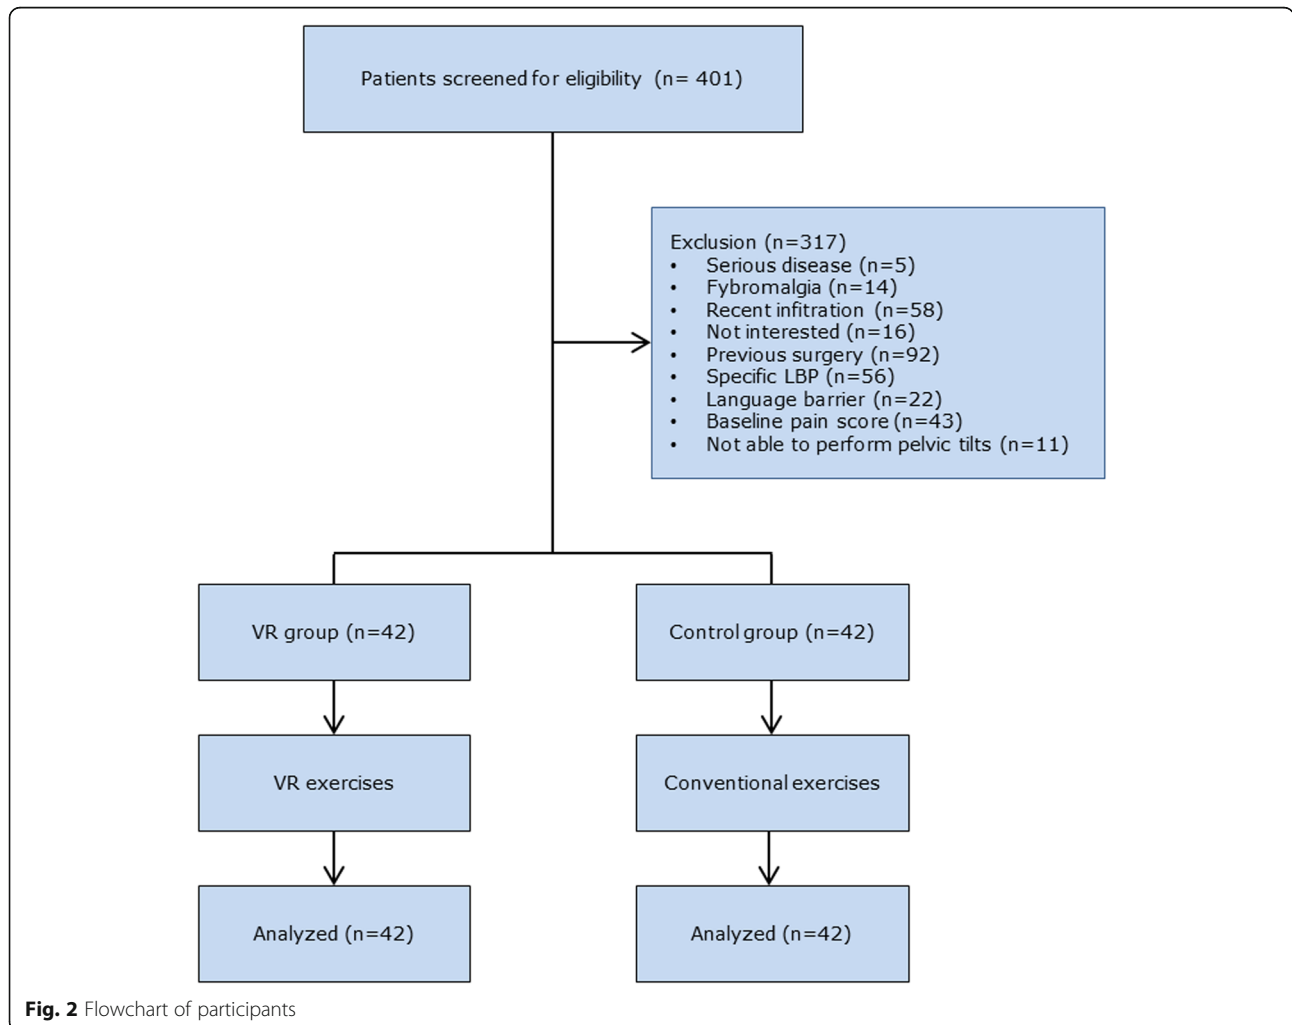 Patients screened for eligibility (n= 401)
Exclusion (n=317)
• Serious disease (n=5)
• Fybromalgia (n=14)
• Recent infitration (n=58)
• Not interested (n=16)
• Previous surgery (n=92)
• Specific LBP (n=56)
• Language barrier (n=22)
• Baseline pain score (n=43)
• Not able to perform pelvic tilts (n=11)
VR group (n=42)
Control group (n=42)
VR exercises
Conventional exercises
Analyzed (n=42)
Analyzed (n=42)
Fig. 2 Flowchart of participants